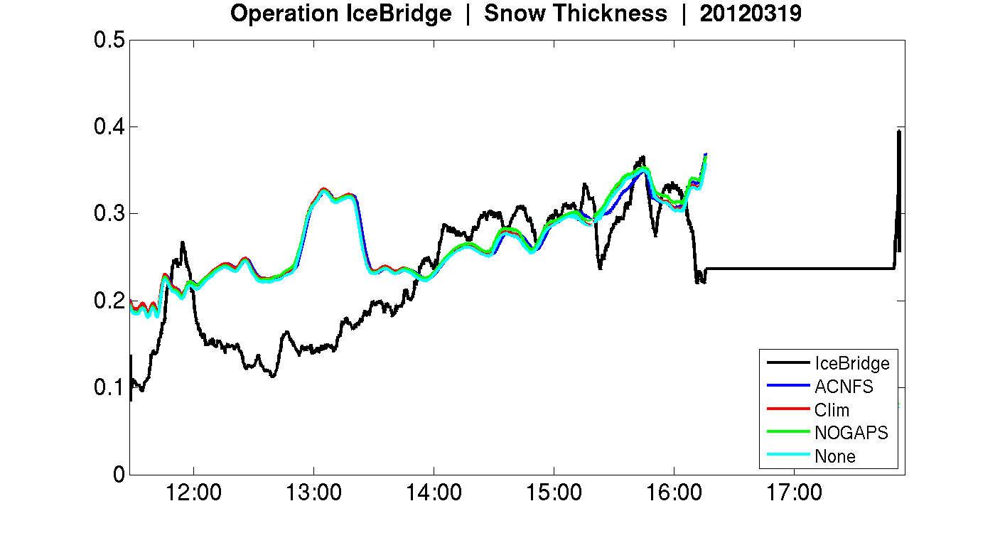 Operation IceBridge | Snow Thickness | 20120319
0.5
0.4
0.3
0.2
0.1
0
12:00 13:00 14:00 15:00 16:00 17:00
IceBridge
ACNFS
Clim
NOGAPS
None